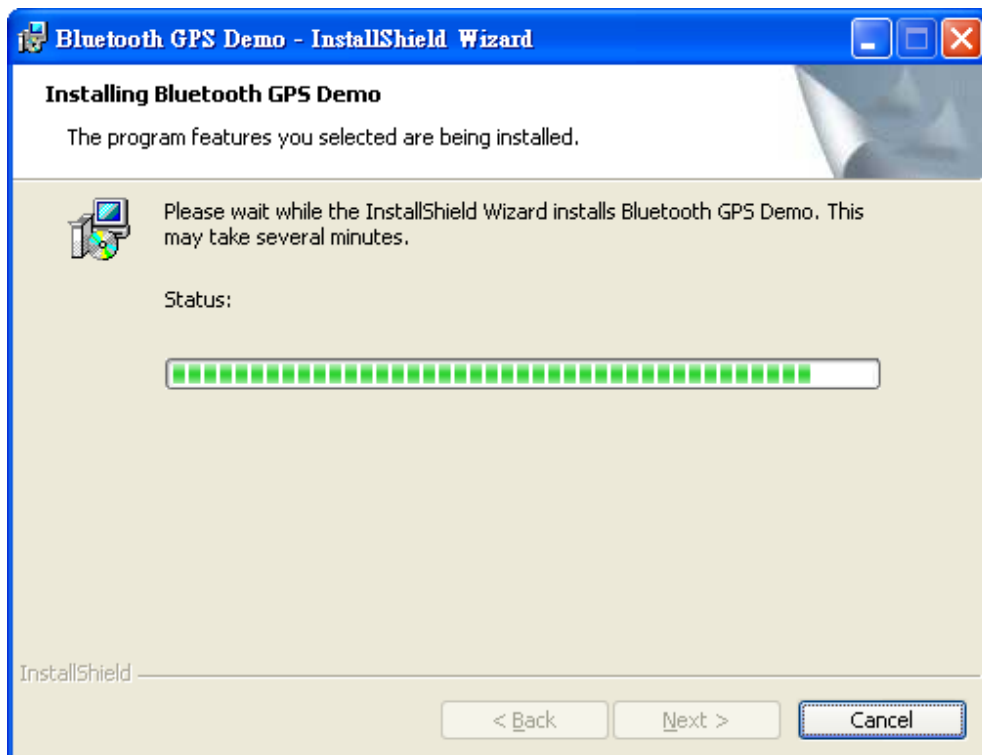 Bluetooth GPS Demo - InstallShield Wizard
Installing Bluetooth GPS Demo
The program features you selected are being installed.
Please wait while the InstallShield Wizard installs Bluetooth GPS Demo. This
may take several minutes.
Status:
InstallShield
< Back
Next >
Cancel